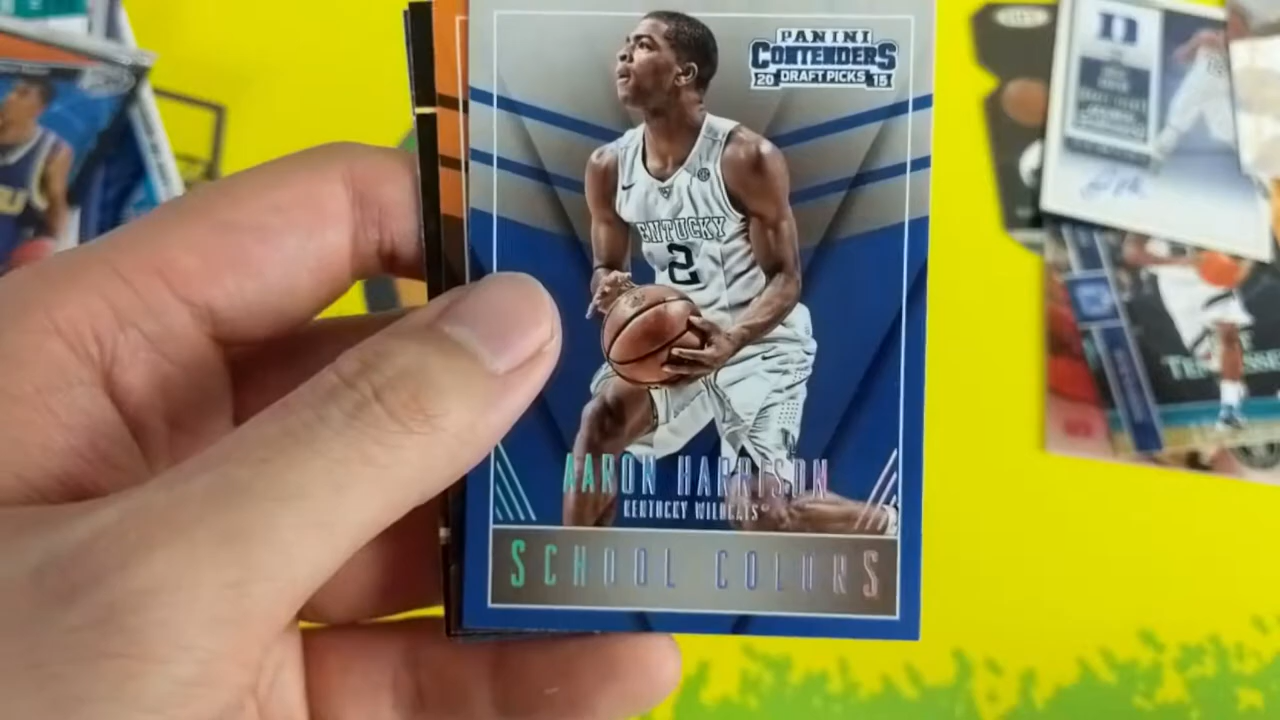 PANINI
CONTENDERS
20 DRAFT PICKS 15
KENTUCKY
2
AARON HARRISON
KENTUCKY WILDCATS
SCHOOL COLORS